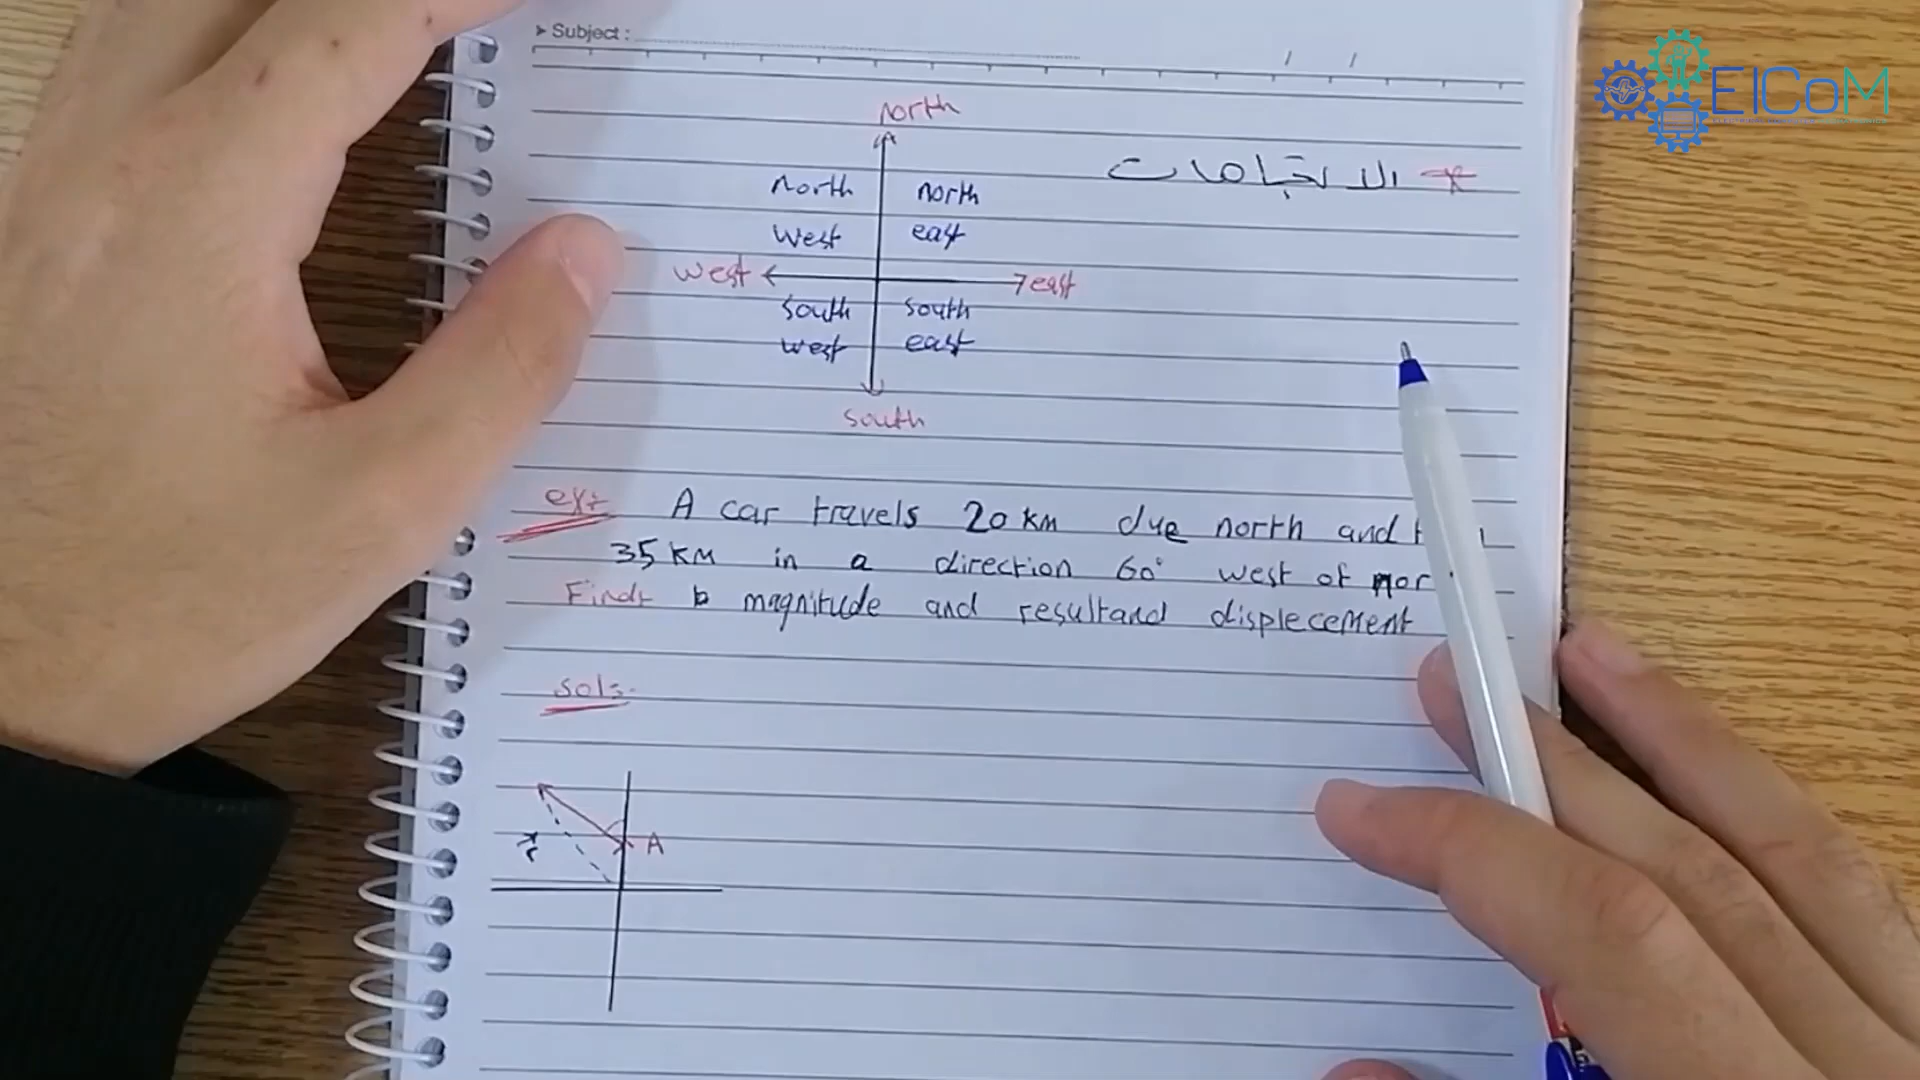 ➤ Subject :
/ /
EICoM
north
* الاتجاهات
north north
west east
west east
south south
west east
south
ex: A car travels 20 km due north and
35 km in a direction 60° west of nor
Find: magnitude and resultand displecement
sol:-
A
r